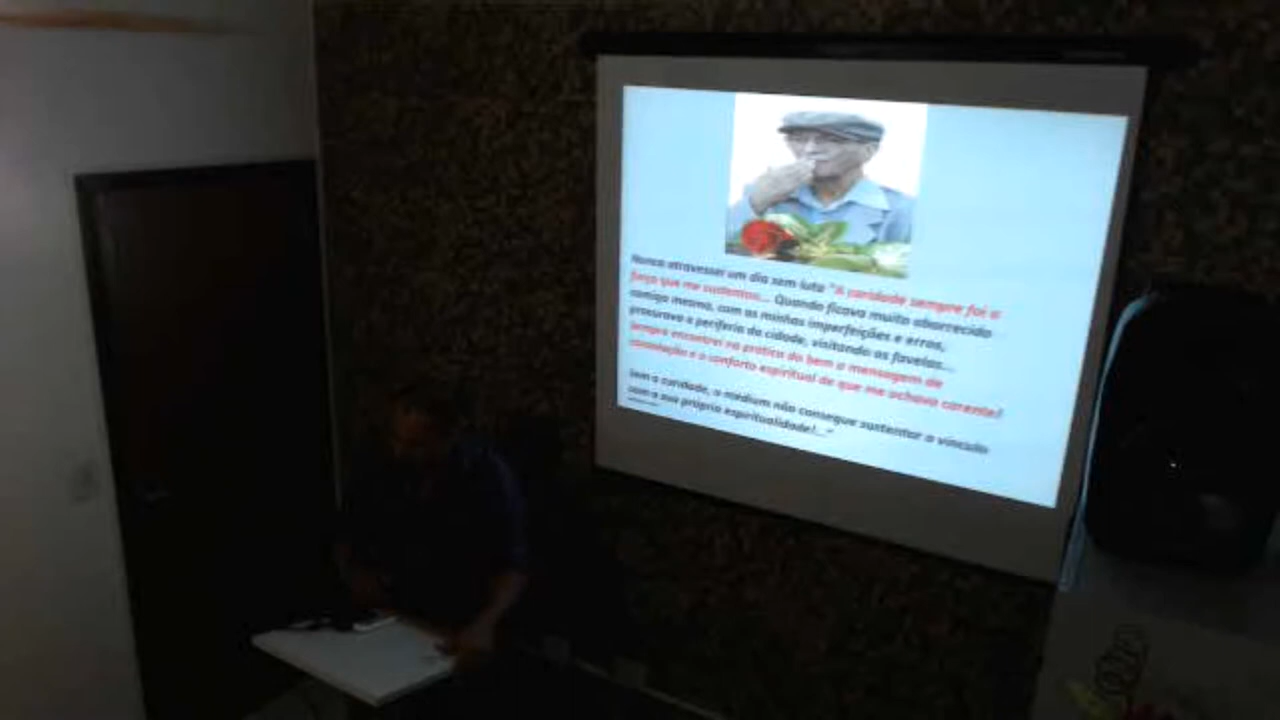 Nunca atravessei um dia sem luta "A caridade sempre foi a
força que me sustentou... Quando ficava muito aborrecido
comigo mesmo, com as minhas imperfeições e erros,
procurava a periferia da cidade, visitando as favelas...
Sempre encontrei na prática do bem a mensagem de
consolação e o conforto espiritual de que me achava carente!
Sem a caridade, o médium não consegue sustentar o vínculo
com a sua própria espiritualidade!..."